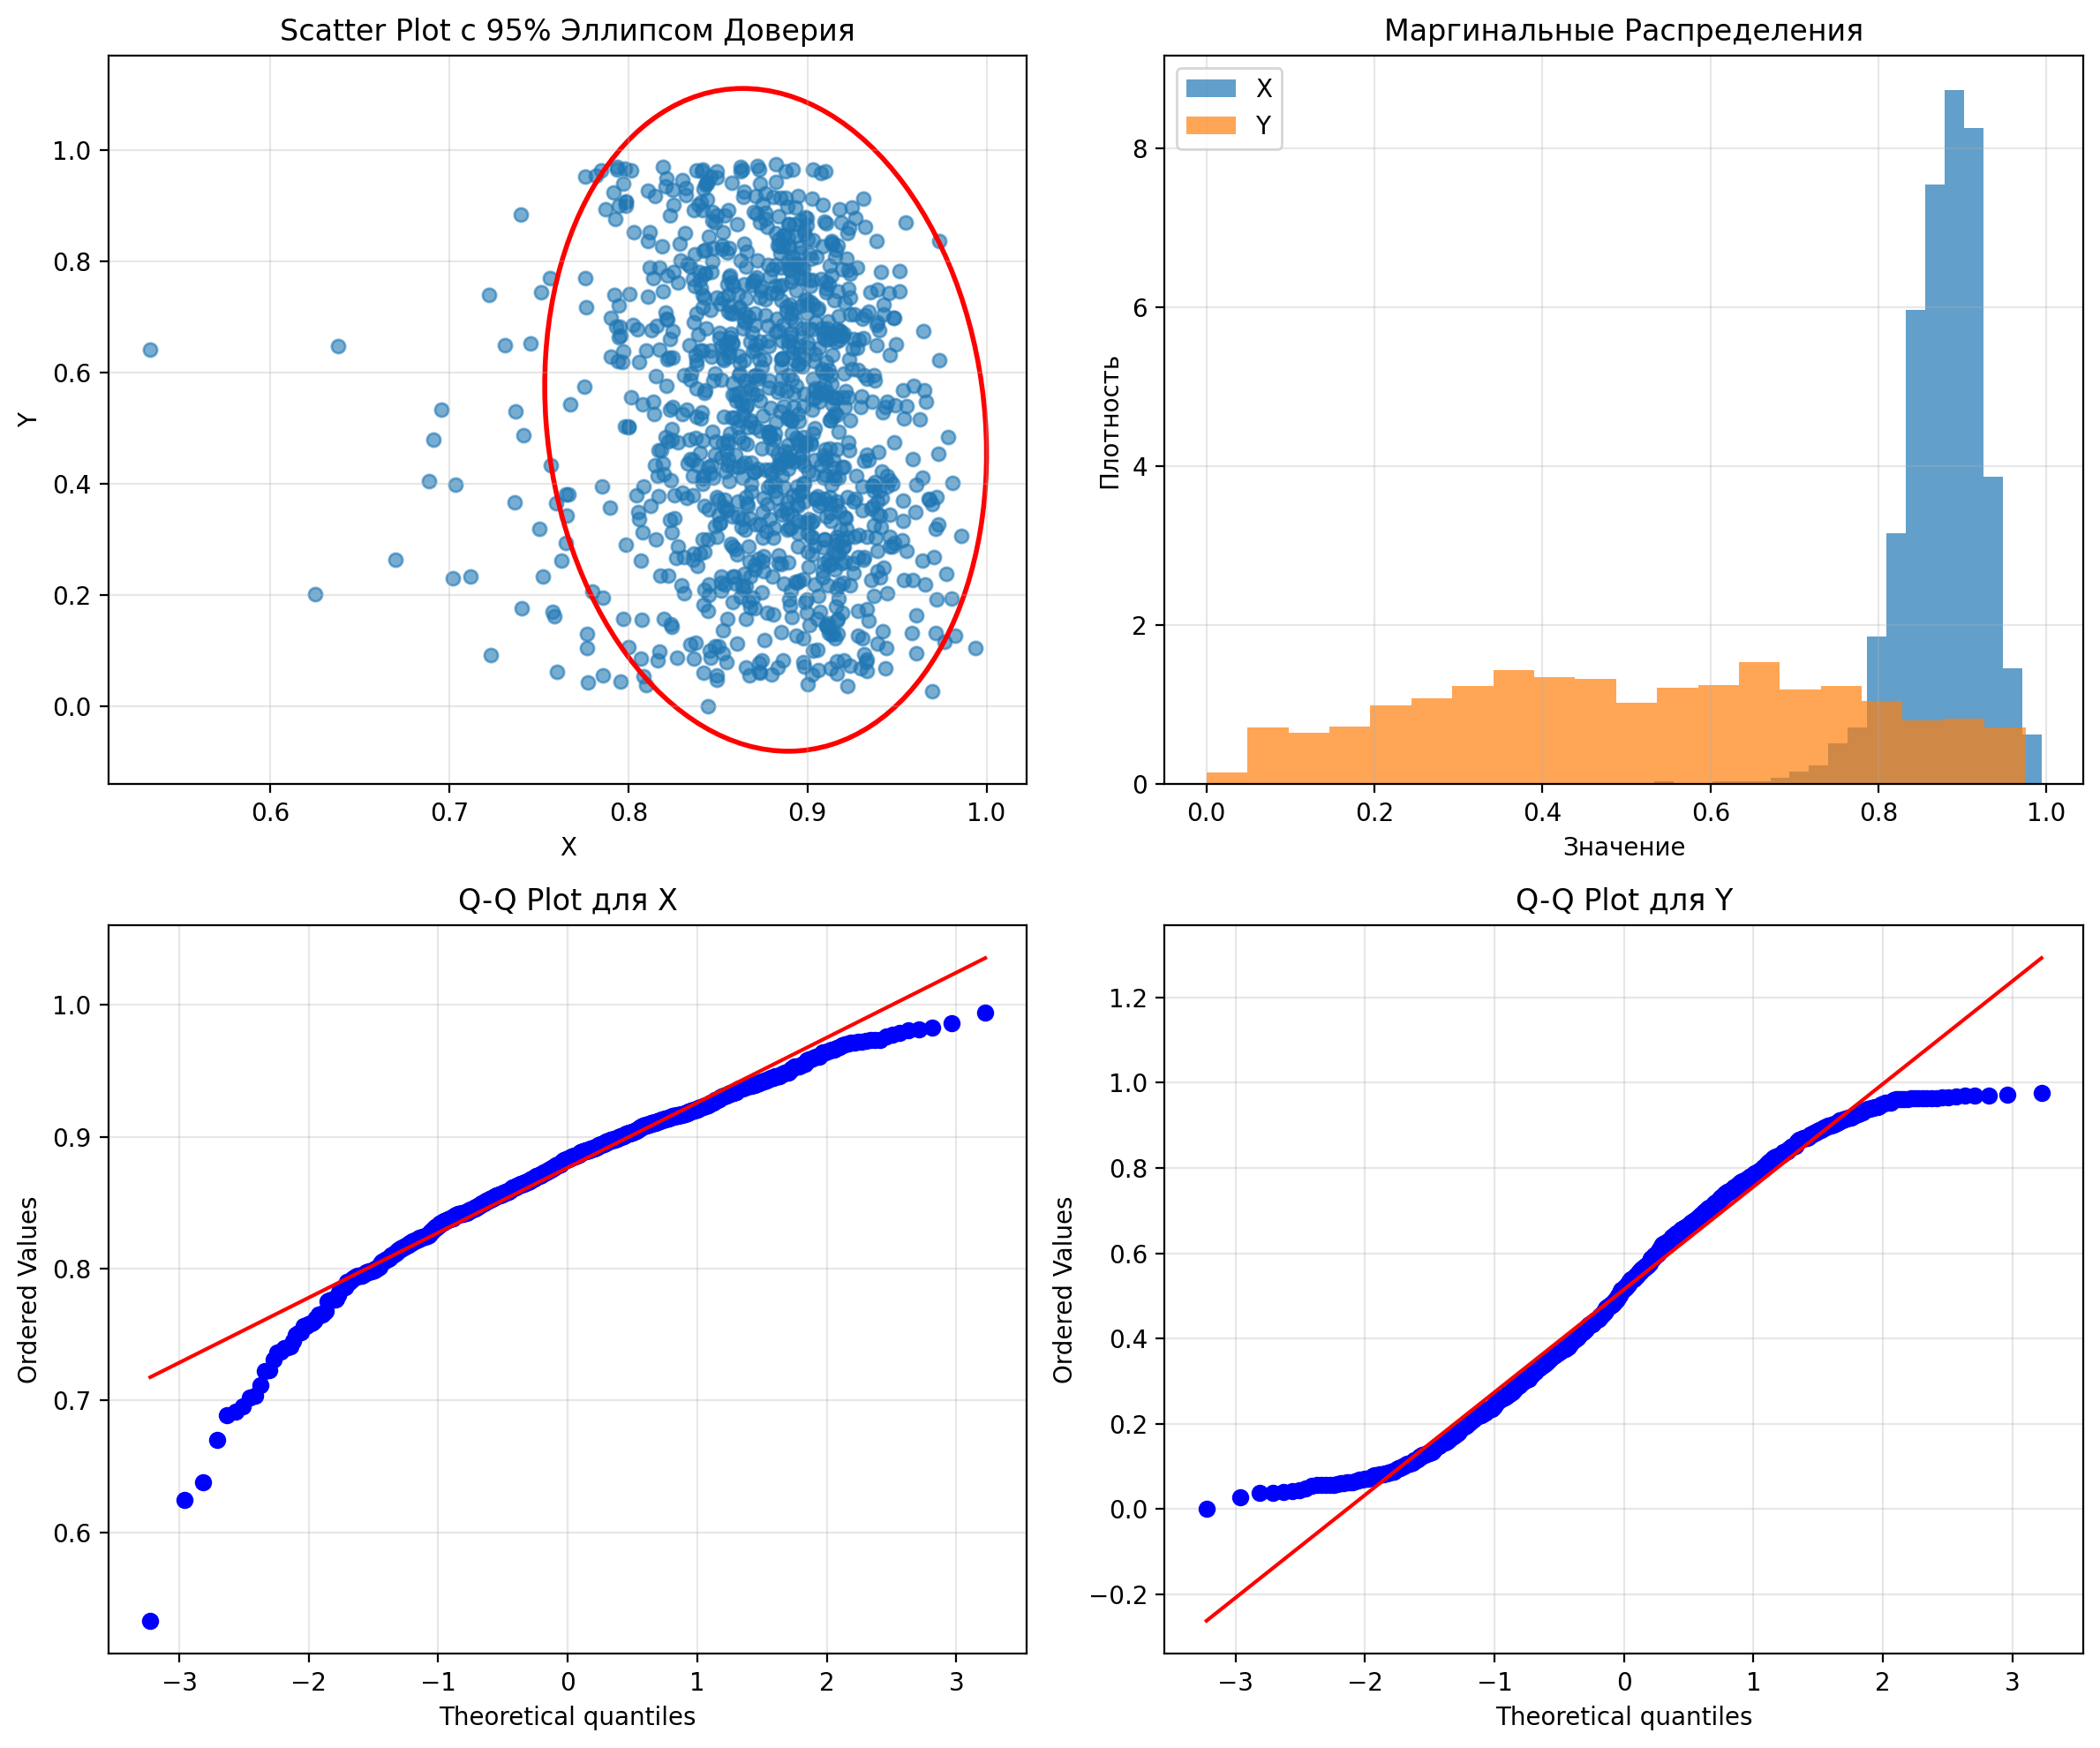 Scatter Plot с 95% Эллипсом Доверия
1.0
0.8
0.6
0.4
0.2
0.0
Y
0.6 0.7 0.8 0.9 1.0
X
Маргинальные Распределения
X
Y
8
6
4
2
0
Плотность
0.0 0.2 0.4 0.6 0.8 1.0
Значение
Q-Q Plot для X
1.0
0.9
0.8
0.7
0.6
Ordered Values
−3 −2 −1 0 1 2 3
Theoretical quantiles
Q-Q Plot для Y
1.2
1.0
0.8
0.6
0.4
0.2
0.0
−0.2
Ordered Values
−3 −2 −1 0 1 2 3
Theoretical quantiles